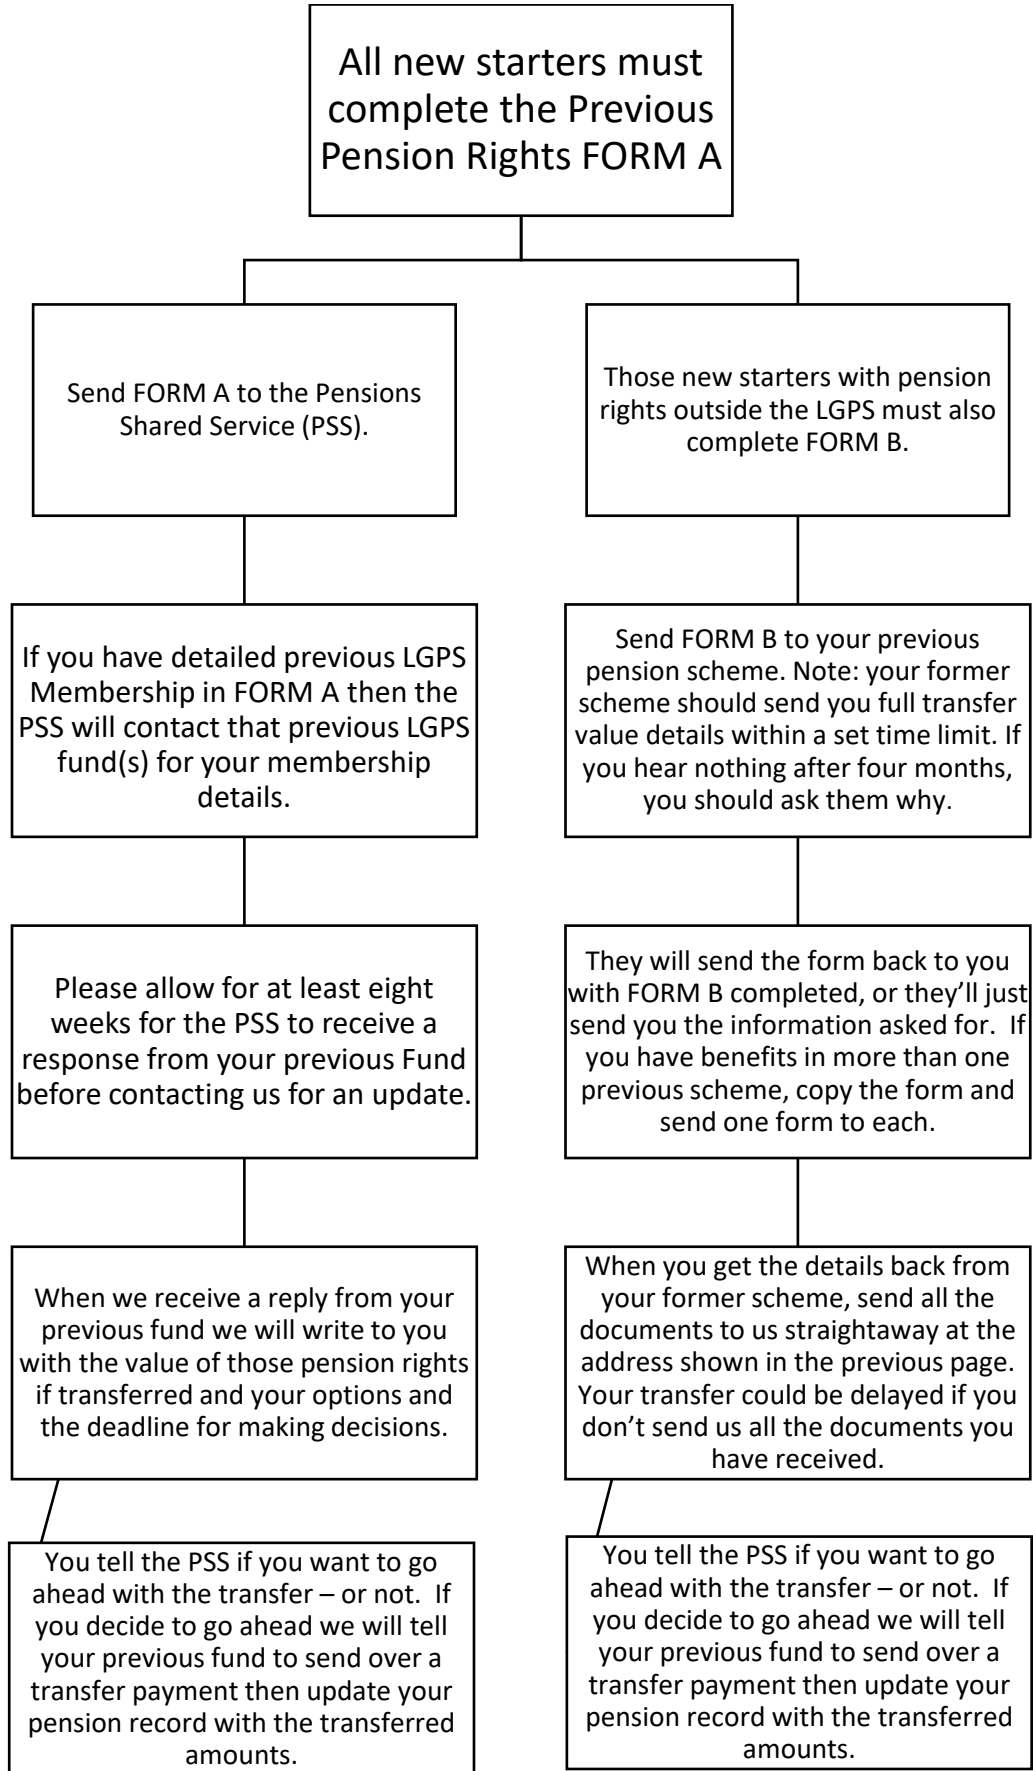 All new starters must
complete the Previous
Pension Rights FORM A
Send FORM A to the Pensions
Shared Service (PSS).
If you have detailed previous LGPS
Membership in FORM A then the
PSS will contact that previous LGPS
fund(s) for your membership
details.
Please allow for at least eight
weeks for the PSS to receive a
response from your previous Fund
before contacting us for an update.
When we receive a reply from your
previous fund we will write to you
with the value of those pension rights
if transferred and your options and
the deadline for making decisions.
You tell the PSS if you want to go
ahead with the transfer – or not.  If
you decide to go ahead we will tell
your previous fund to send over a
transfer payment then update your
pension record with the transferred
amounts.
Those new starters with pension
rights outside the LGPS must also
complete FORM B.
Send FORM B to your previous
pension scheme. Note: your former
scheme should send you full transfer
value details within a set time limit. If
you hear nothing after four months,
you should ask them why.
They will send the form back to you
with FORM B completed, or they’ll just
send you the information asked for.  If
you have benefits in more than one
previous scheme, copy the form and
send one form to each.
When you get the details back from
your former scheme, send all the
documents to us straightaway at the
address shown in the previous page.
Your transfer could be delayed if you
don’t send us all the documents you
have received.
You tell the PSS if you want to go
ahead with the transfer – or not.  If
you decide to go ahead we will tell
your previous fund to send over a
transfer payment then update your
pension record with the transferred
amounts.